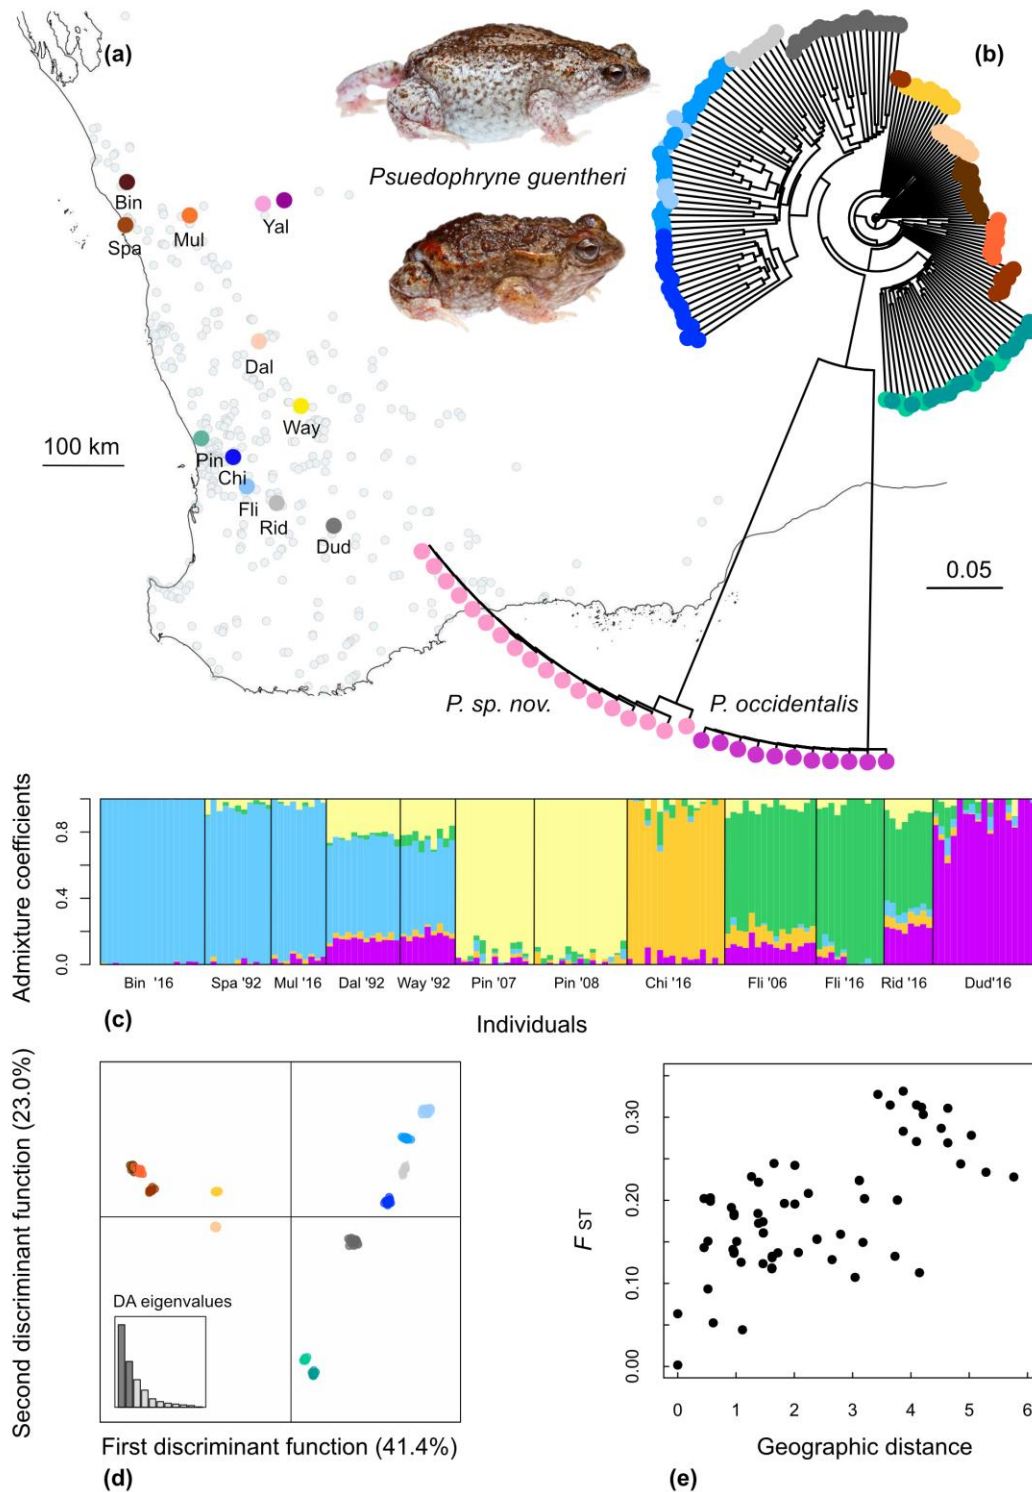 (a)
(b)
Psuedophryne guentheri
Bin
Spa
Mul
Yal
Dal
Way
100 km
Pin
Chi
Fli
Rid
Dud
0.05
P. sp. nov.
P. occidentalis
Admixture coefficients
0.8
0.4
0.0
Bin '16 Spa '92 Mul '16 Dal '92 Way '92 Pin '07 Pin '08 Chi '16 Fli '06 Fli '16 Rid '16 Dud'16
(c)
Individuals
Second discriminant function (23.0%)
DA eigenvalues
First discriminant function (41.4%)
(d)
F ST
0.30
0.20
0.10
0.00
0 1 2 3 4 5 6
Geographic distance
(e)